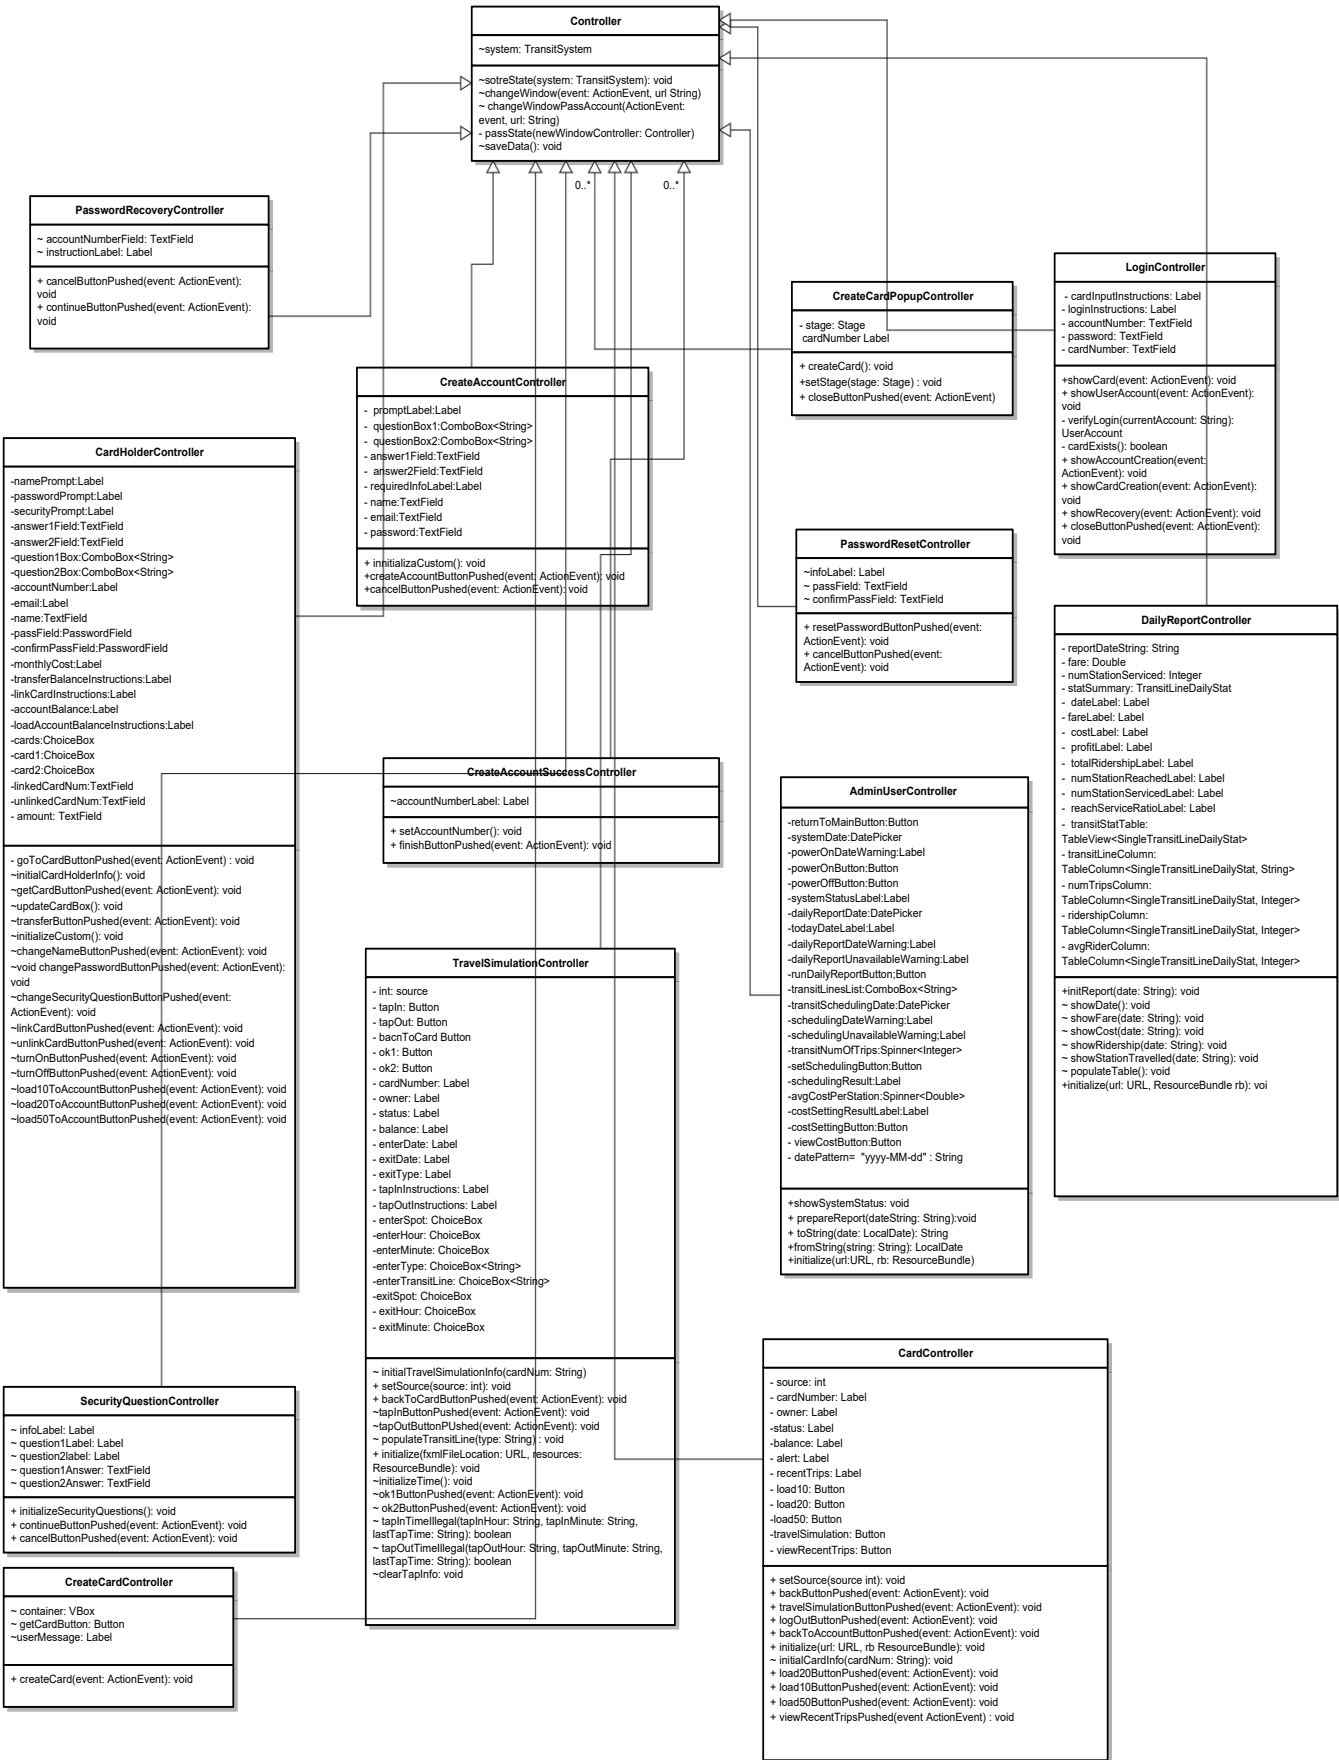 Controller
~system: TransitSystem
~sotreState(system: TransitSystem): void
~changeWindow(event: ActionEvent, url String)
~ changeWindowPassAccount(ActionEvent:
event, url: String)
- passState(newWindowController: Controller)
~saveData(): void
0..*
0..*
PasswordRecoveryController
~ accountNumberField: TextField
~ instructionLabel: Label
+ cancelButtonPushed(event: ActionEvent):
void
+ continueButtonPushed(event: ActionEvent):
void
CreateCardPopupController
- stage: Stage
cardNumber Label
+ createCard(): void
+setStage(stage: Stage) : void
+ closeButtonPushed(event: ActionEvent)
LoginController
- cardInputInstructions: Label
- loginInstructions: Label
- accountNumber: TextField
- password: TextField
- cardNumber: TextField
+showCard(event: ActionEvent): void
+ showUserAccount(event: ActionEvent):
void
- verifyLogin(currentAccount: String):
UserAccount
- cardExists(): boolean
+ showAccountCreation(event:
ActionEvent): void
+ showCardCreation(event: ActionEvent):
void
+ showRecovery(event: ActionEvent): void
+ closeButtonPushed(event: ActionEvent):
void
CreateAccountController
- promptLabel:Label
- questionBox1:ComboBox<String>
- questionBox2:ComboBox<String>
- answer1Field:TextField
- answer2Field:TextField
- requiredInfoLabel:Label
- name:TextField
- email:TextField
- password:TextField
+ innitializaCustom(): void
+createAccountButtonPushed(event: ActionEvent): void
+cancelButtonPushed(event: ActionEvent): void
CardHolderController
-namePrompt:Label
-passwordPrompt:Label
-securityPrompt:Label
-answer1Field:TextField
-answer2Field:TextField
-question1Box:ComboBox<String>
-question2Box:ComboBox<String>
-accountNumber:Label
-email:Label
-name:TextField
-passField:PasswordField
-confirmPassField:PasswordField
-monthlyCost:Label
-transferBalanceInstructions:Label
-linkCardInstructions:Label
-accountBalance:Label
-loadAccountBalanceInstructions:Label
-cards:ChoiceBox
-card1:ChoiceBox
-card2:ChoiceBox
-linkedCardNum:TextField
-unlinkedCardNum:TextField
- amount: TextField
- goToCardButtonPushed(event: ActionEvent) : void
~initialCardHolderInfo(): void
~getCardButtonPushed(event: ActionEvent): void
~updateCardBox(): void
~transferButtonPushed(event: ActionEvent): void
~initializeCustom(): void
~changeNameButtonPushed(event: ActionEvent): void
~void changePasswordButtonPushed(event: ActionEvent):
void
~changeSecurityQuestionButtonPushed(event:
ActionEvent): void
~linkCardButtonPushed(event: ActionEvent): void
~unlinkCardButtonPushed(event: ActionEvent): void
~turnOnButtonPushed(event: ActionEvent): void
~turnOffButtonPushed(event: ActionEvent): void
~load10ToAccountButtonPushed(event: ActionEvent): void
~load20ToAccountButtonPushed(event: ActionEvent): void
~load50ToAccountButtonPushed(event: ActionEvent): void
PasswordResetController
~infoLabel: Label
~ passField: TextField
~ confirmPassField: TextField
+ resetPasswordButtonPushed(event:
ActionEvent): void
+ cancelButtonPushed(event:
ActionEvent): void
DailyReportController
- reportDateString: String
- fare: Double
- numStationServiced: Integer
- statSummary: TransitLineDailyStat
- dateLabel: Label
- fareLabel: Label
- costLabel: Label
- profitLabel: Label
- totalRidershipLabel: Label
- numStationReachedLabel: Label
- numStationServicedLabel: Label
- reachServiceRatioLabel: Label
- transitStatTable:
TableView<SingleTransitLineDailyStat>
- transitLineColumn:
TableColumn<SingleTransitLineDailyStat, String>
- numTripsColumn:
TableColumn<SingleTransitLineDailyStat, Integer>
- ridershipColumn:
TableColumn<SingleTransitLineDailyStat, Integer>
- avgRiderColumn:
TableColumn<SingleTransitLineDailyStat, Integer>
+initReport(date: String): void
~ showDate(): void
~ showFare(date: String): void
~ showCost(date: String): void
~ showRidership(date: String): void
~ showStationTravelled(date: String): void
~ populateTable(): void
+initialize(url: URL, ResourceBundle rb): voi
CreateAccountSuccessController
~accountNumberLabel: Label
+ setAccountNumber(): void
+ finishButtonPushed(event: ActionEvent): void
AdminUserController
-returnToMainButton:Button
-systemDate:DatePicker
-powerOnDateWarning:Label
-powerOnButton:Button
-powerOffButton:Button
-systemStatusLabel:Label
-dailyReportDate:DatePicker
-todayDateLabel:Label
-dailyReportDateWarning:Label
-dailyReportUnavailableWarning:Label
-runDailyReportButton;Button
-transitLinesList:ComboBox<String>
-transitSchedulingDate:DatePicker
-schedulingDateWarning:Label
-schedulingUnavailableWarning;Label
-transitNumOfTrips:Spinner<Integer>
-setSchedulingButton:Button
-schedulingResult:Label
-avgCostPerStation:Spinner<Double>
-costSettingResultLabel:Label
-costSettingButton:Button
- viewCostButton:Button
- datePattern= "yyyy-MM-dd" : String
+showSystemStatus: void
+ prepareReport(dateString: String):void
+ toString(date: LocalDate): String
+fromString(string: String): LocalDate
+initialize(url:URL, rb: ResourceBundle)
TravelSimulationController
- int: source
- tapIn: Button
- tapOut: Button
- bacnToCard Button
- ok1: Button
- ok2: Button
- cardNumber: Label
- owner: Label
- status: Label
- balance: Label
- enterDate: Label
- exitDate: Label
- exitType: Label
- tapInInstructions: Label
- tapOutInstructions: Label
- enterSpot: ChoiceBox
-enterHour: ChoiceBox
-enterMinute: ChoiceBox
-enterType: ChoiceBox<String>
-enterTransitLine: ChoiceBox<String>
-exitSpot: ChoiceBox
- exitHour: ChoiceBox
- exitMinute: ChoiceBox
~ initialTravelSimulationInfo(cardNum: String)
+ setSource(source: int): void
+ backToCardButtonPushed(event: ActionEvent): void
~tapInButtonPushed(event: ActionEvent): void
~tapOutButtonPUshed(event: ActionEvent): void
~ populateTransitLine(type: String) : void
+ initialize(fxmlFileLocation: URL, resources:
ResourceBundle): void
~initializeTime(): void
~ok1ButtonPushed(event: ActionEvent): void
~ ok2ButtonPushed(event: ActionEvent): void
~ tapInTimeIllegal(tapInHour: String, tapInMinute: String,
lastTapTime: String): boolean
~ tapOutTimeIllegal(tapOutHour: String, tapOutMinute: String,
lastTapTime: String): boolean
~clearTapInfo: void
CardController
- source: int
- cardNumber: Label
- owner: Label
-status: Label
-balance: Label
- alert: Label
- recentTrips: Label
- load10: Button
- load20: Button
-load50: Button
-travelSimulation: Button
- viewRecentTrips: Button
+ setSource(source int): void
+ backButtonPushed(event: ActionEvent): void
+ travelSimulationButtonPushed(event: ActionEvent): void
+ logOutButtonPushed(event: ActionEvent): void
+ backToAccountButtonPushed(event: ActionEvent): void
+ initialize(url: URL, rb ResourceBundle): void
~ initialCardInfo(cardNum: String): void
+ load20ButtonPushed(event: ActionEvent): void
+ load10ButtonPushed(event: ActionEvent): void
+ load50ButtonPushed(event: ActionEvent): void
+ viewRecentTripsPushed(event ActionEvent) : void
SecurityQuestionController
~ infoLabel: Label
~ question1Label: Label
~ question2label: Label
~ question1Answer: TextField
~ question2Answer: TextField
+ initializeSecurityQuestions(): void
+ continueButtonPushed(event: ActionEvent): void
+ cancelButtonPushed(event: ActionEvent): void
CreateCardController
~ container: VBox
~ getCardButton: Button
~userMessage: Label
+ createCard(event: ActionEvent): void